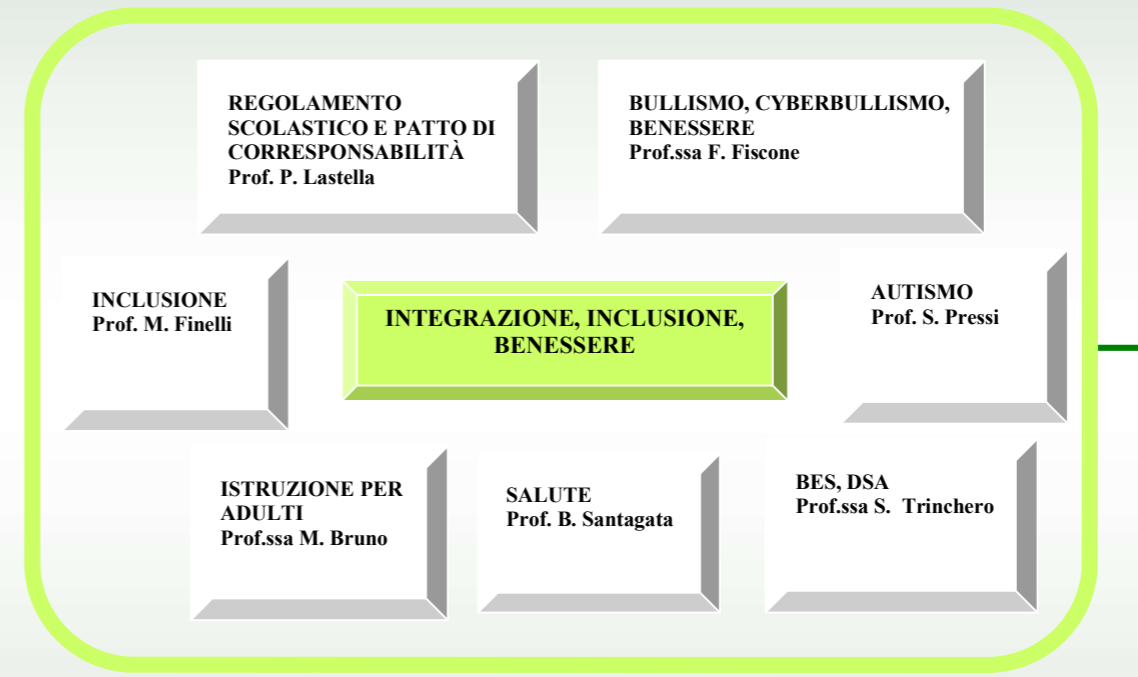 REGOLAMENTO
SCOLASTICO E PATTO DI
CORRESPONSABILITÀ
Prof. P. Lastella
BULLISMO, CYBERBULLISMO,
BENESSERE
Prof.ssa F. Fiscone
INCLUSIONE
Prof. M. Finelli
INTEGRAZIONE, INCLUSIONE,
BENESSERE
AUTISMO
Prof. S. Pressi
ISTRUZIONE PER
ADULTI
Prof.ssa M. Bruno
SALUTE
Prof. B. Santagata
BES, DSA
Prof.ssa S. Trinchero